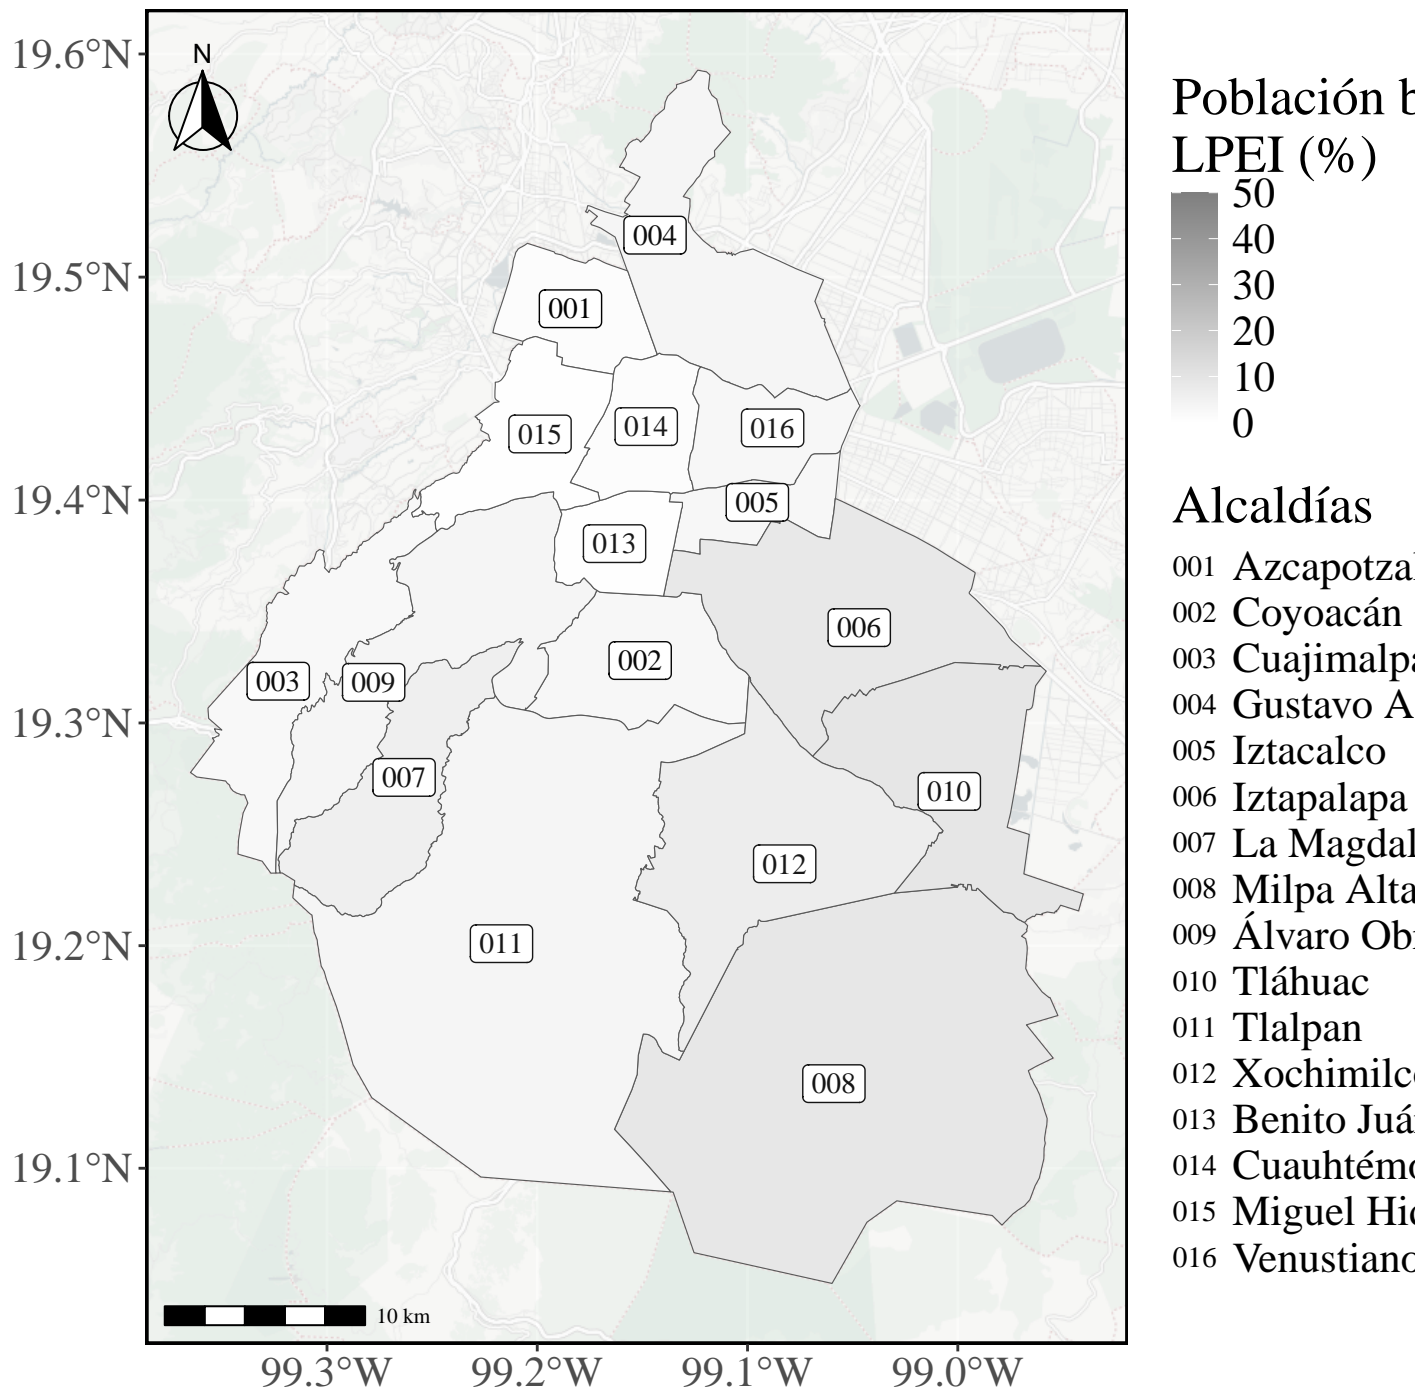 19.6°N
19.5°N
19.4°N
19.3°N
19.2°N
19.1°N
99.3°W
99.2°W
99.1°W
99.0°W
N
004
001
015
014
016
005
013
006
002
003
009
007
010
012
011
008
10 km
Población b
LPEI (%)
50
40
30
20
10
0
Alcaldías
001 Azcapotzal
002 Coyoacán
003 Cuajimalpa
004 Gustavo A
005 Iztacalco
006 Iztapalapa
007 La Magdal
008 Milpa Alta
009 Álvaro Ob
010 Tláhuac
011 Tlalpan
012 Xochimilco
013 Benito Juá
014 Cuauhtémo
015 Miguel Hid
016 Venustiano